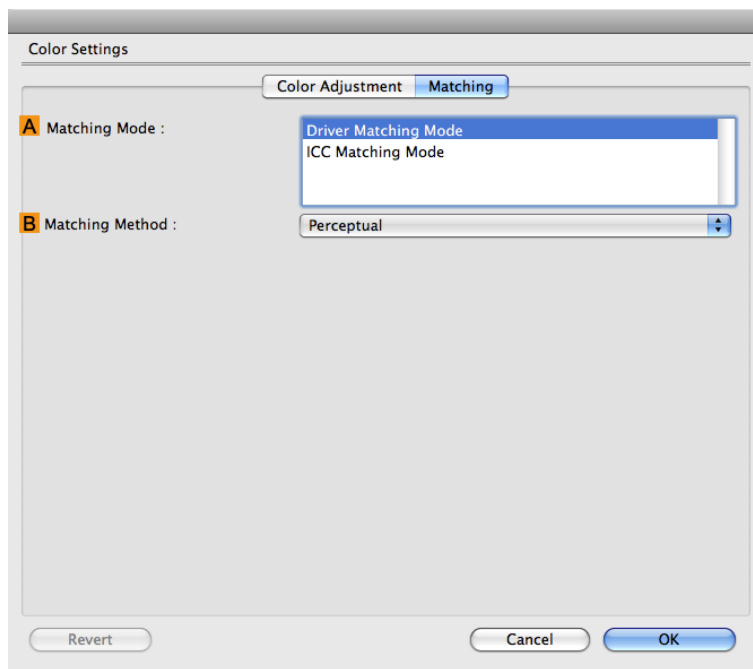 Color Settings
Color Adjustment Matching
A Matching Mode :
Driver Matching Mode
ICC Matching Mode
B Matching Method :
Perceptual
Revert Cancel OK